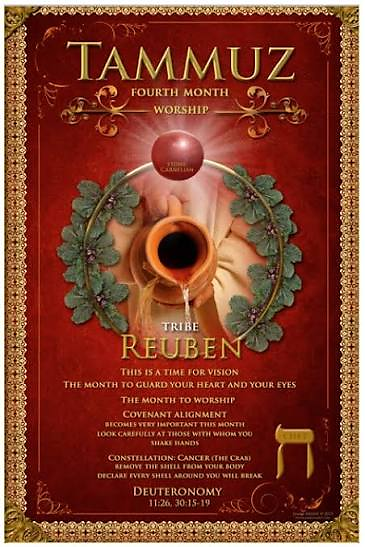 TAMMUZ
FOURTH MONTH
WORSHIP
STONE
CARNELIAN
TRIBE
REUBEN
THIS IS A TIME FOR VISION
THE MONTH TO GUARD YOUR HEART AND YOUR EYES
THE MONTH TO WORSHIP
COVENANT ALIGNMENT
BECOMES VERY IMPORTANT THIS MONTH
LOOK CAREFULLY AT THOSE WITH WHOM YOU
SHAKE HANDS
CONSTELLATION: CANCER (THE CRAB)
REMOVE THE SHELL FROM YOUR BODY
DECLARE EVERY SHELL AROUND YOU WILL BREAK
CHET
ח
DEUTERONOMY
11:26, 30:15-19